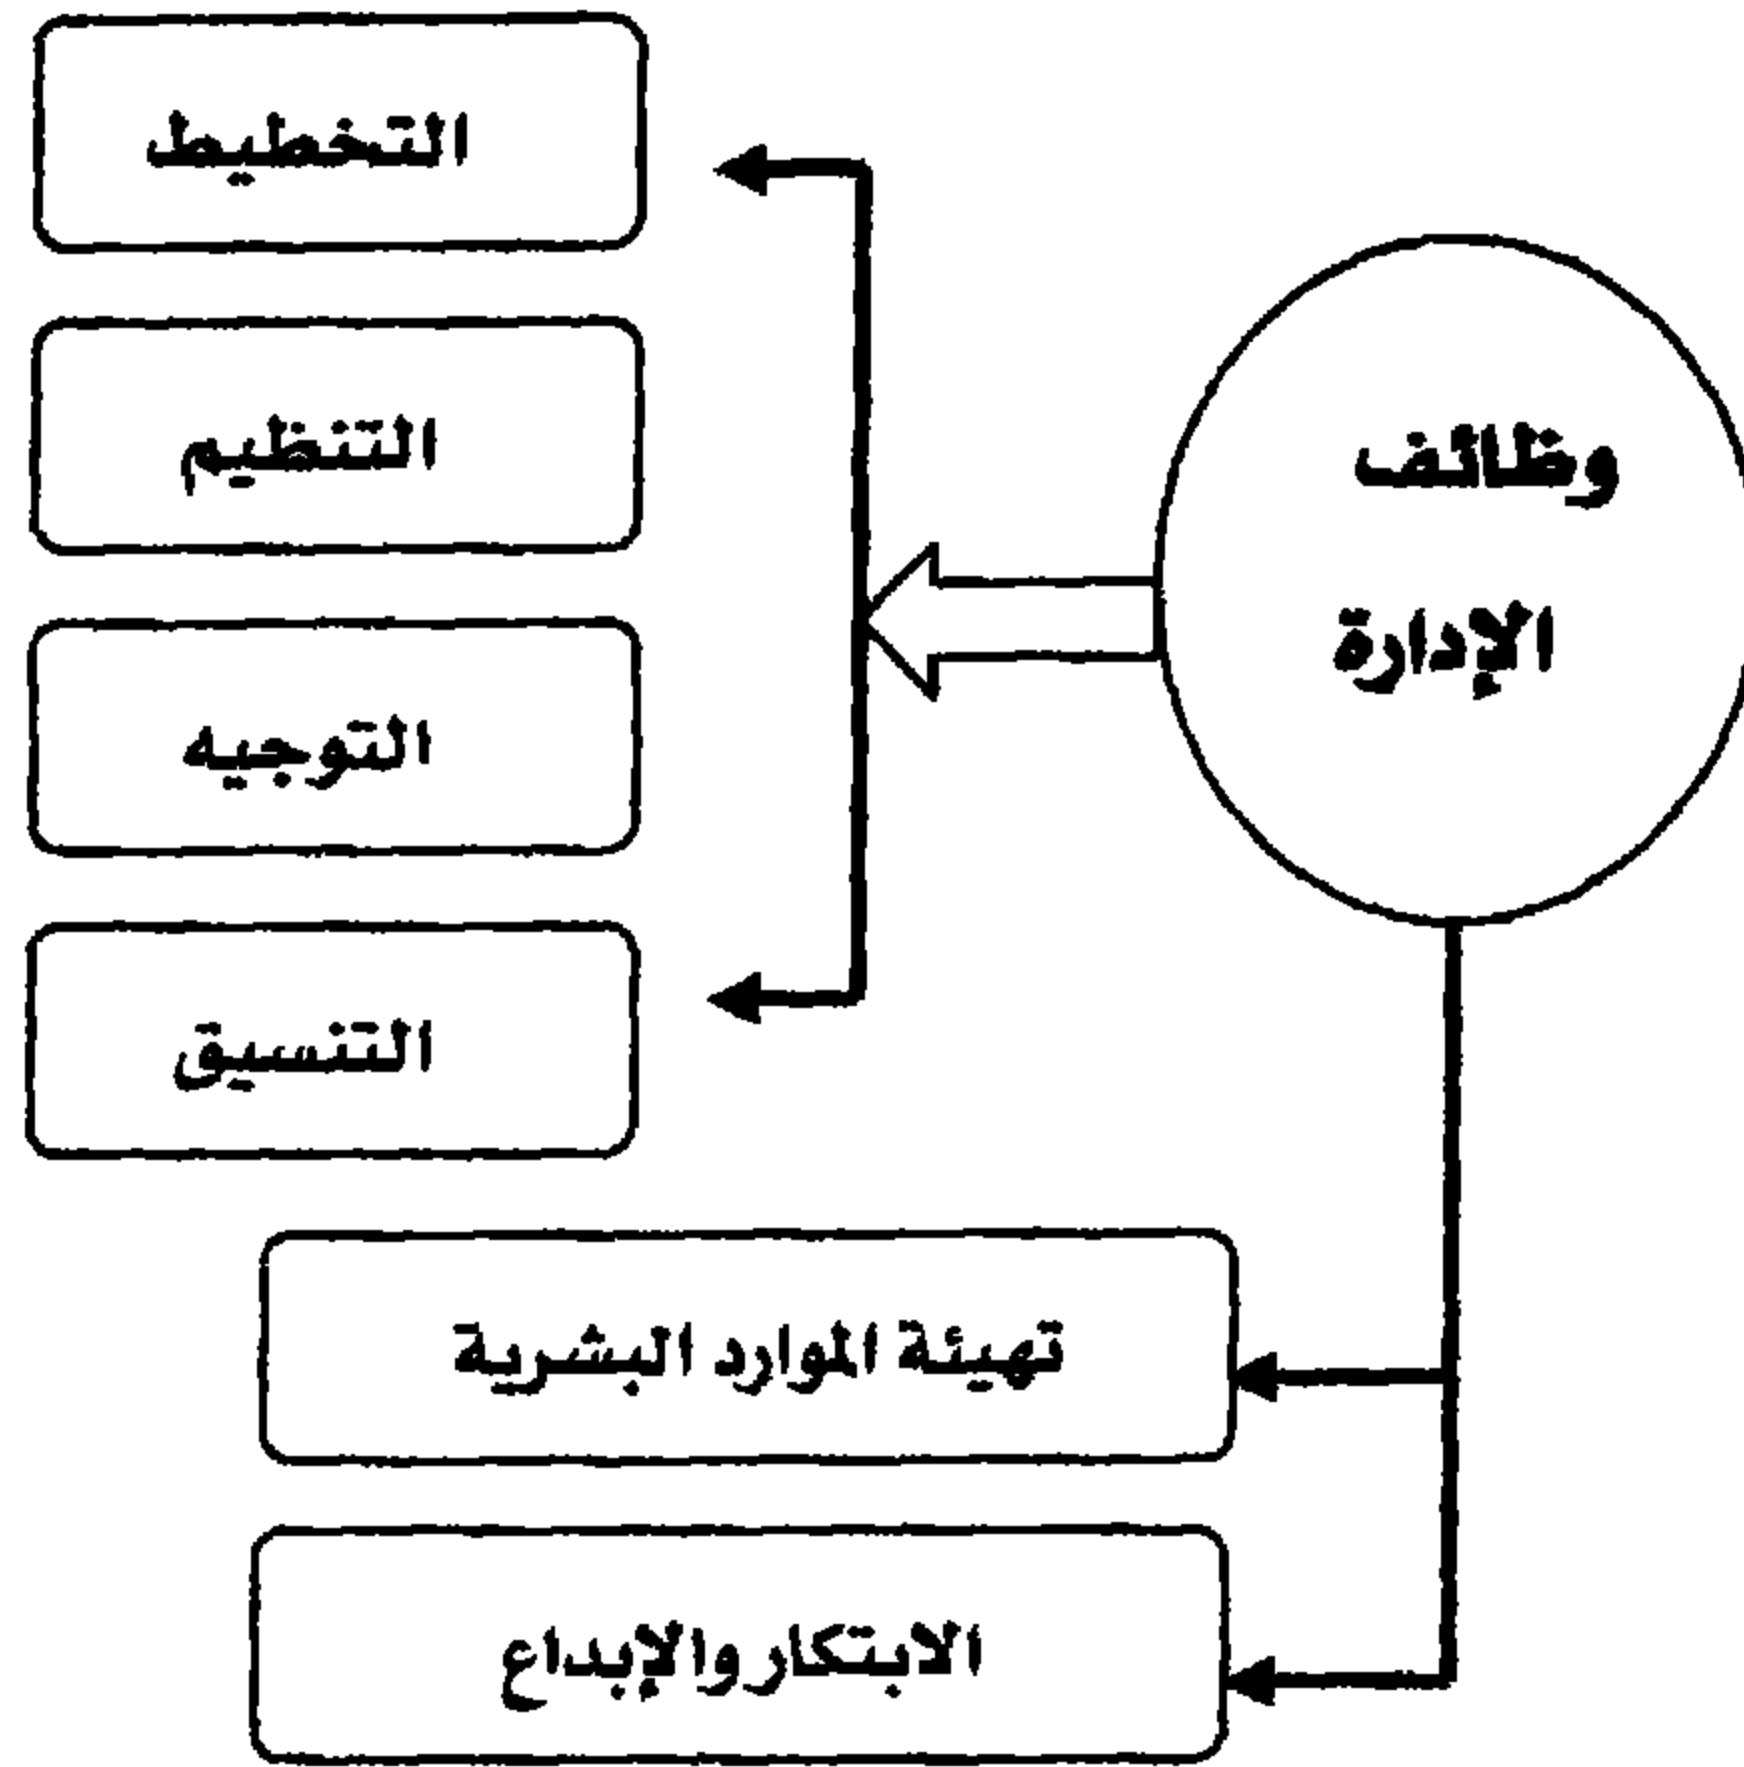 وظائف
الإدارة
التخطيط
التنظيم
التوجيه
التنسيق
تهيئة الموارد البشرية
الابتكار والإبداع